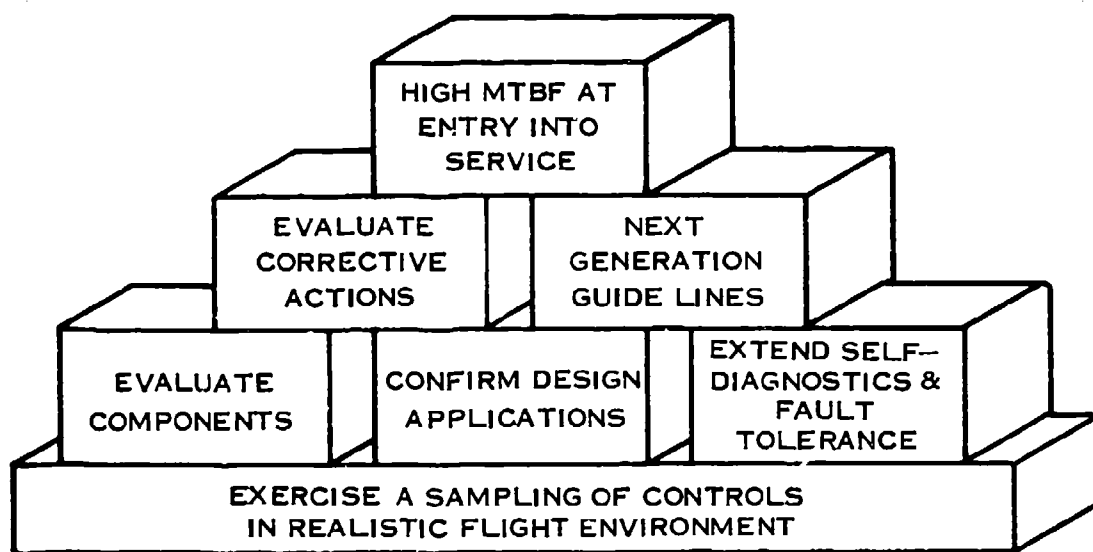 HIGH MTBF AT
ENTRY INTO
SERVICE
EVALUATE
CORRECTIVE
ACTIONS
NEXT
GENERATION
GUIDE LINES
EVALUATE
COMPONENTS
CONFIRM DESIGN
APPLICATIONS
EXTEND SELF-
DIAGNOSTICS &
FAULT
TOLERANCE
EXERCISE A SAMPLING OF CONTROLS
IN REALISTIC FLIGHT ENVIRONMENT